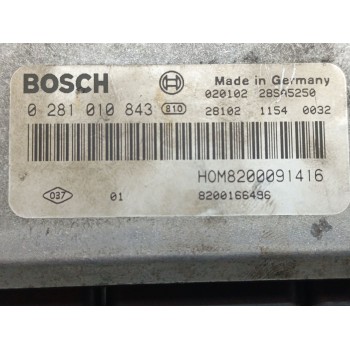 BOSCH Made in Germany
020102 28SA5250
0 281 010 843 810 28102 1154 0032
HOM8200091416
037 01 8200166496